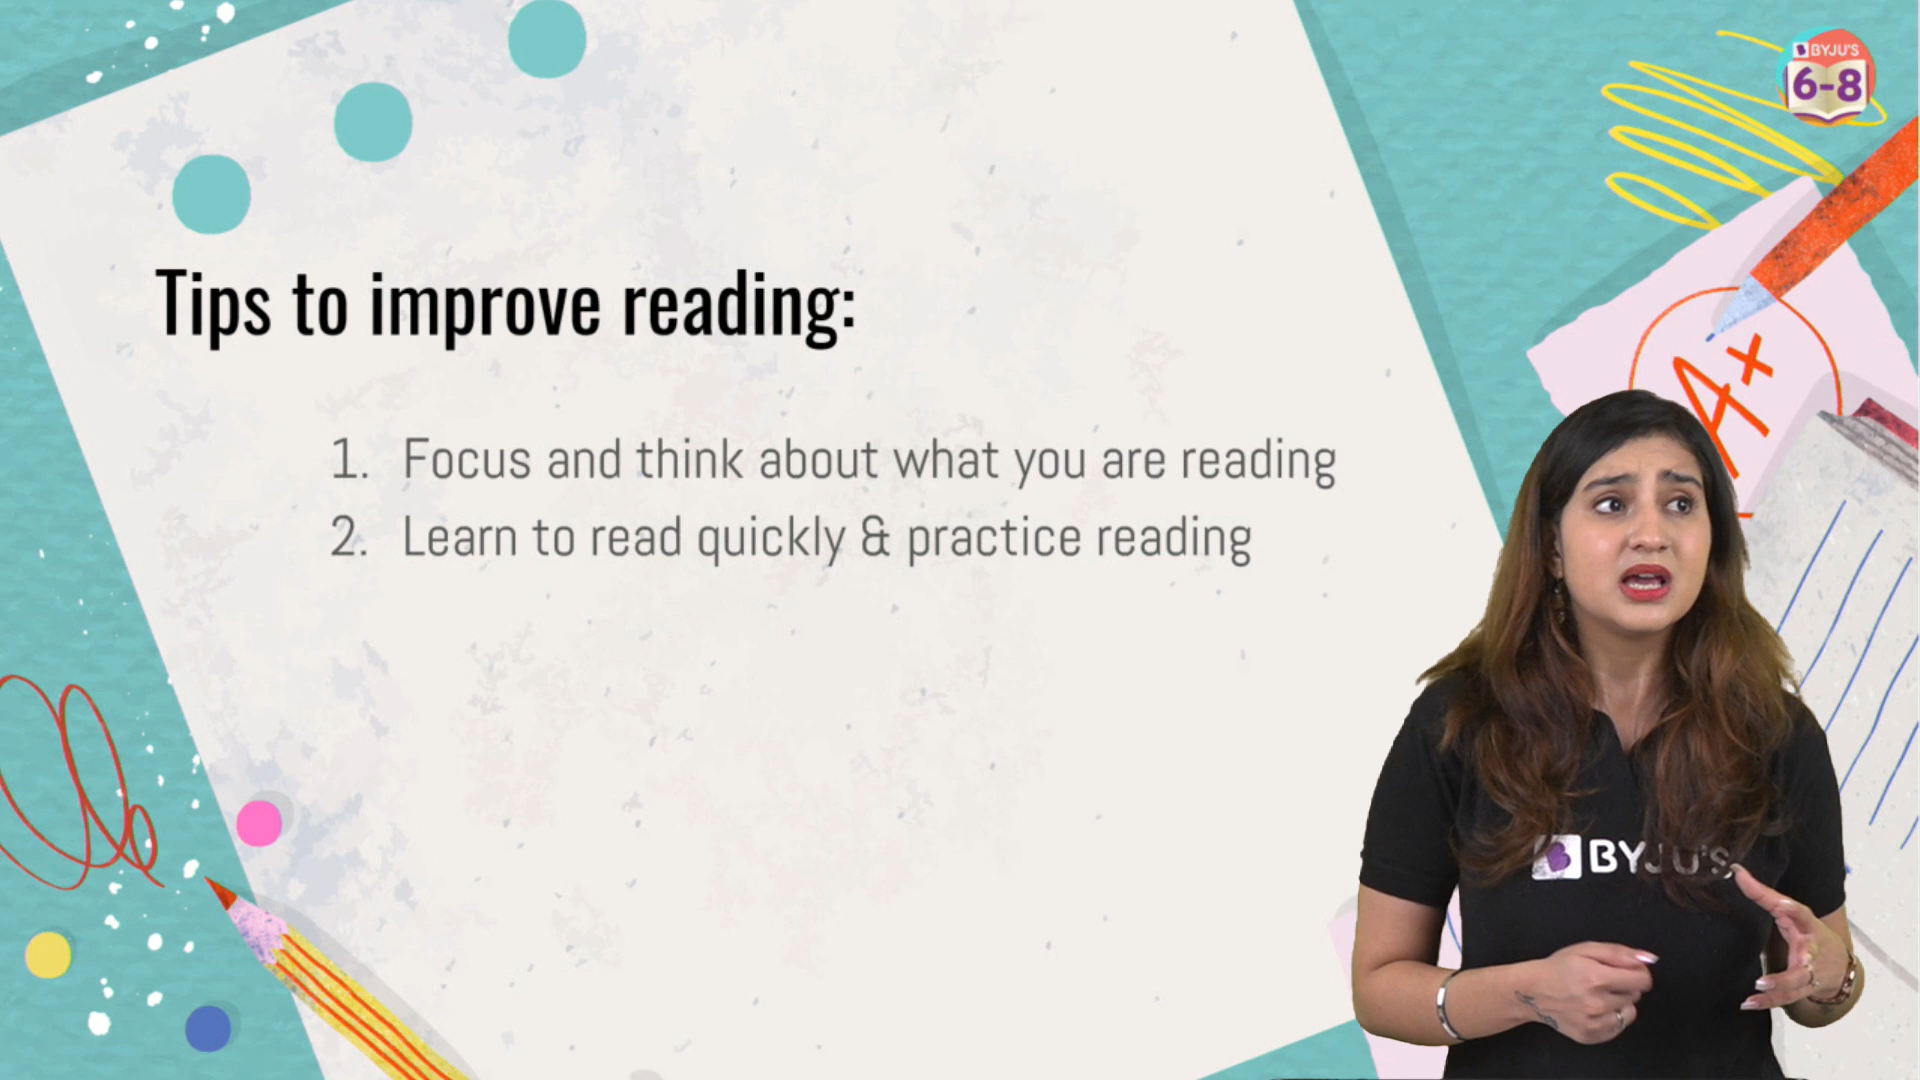 BYJU'S
6-8
Tips to improve reading:
A+
1. Focus and think about what you are reading
2. Learn to read quickly & practice reading
BYJU'S